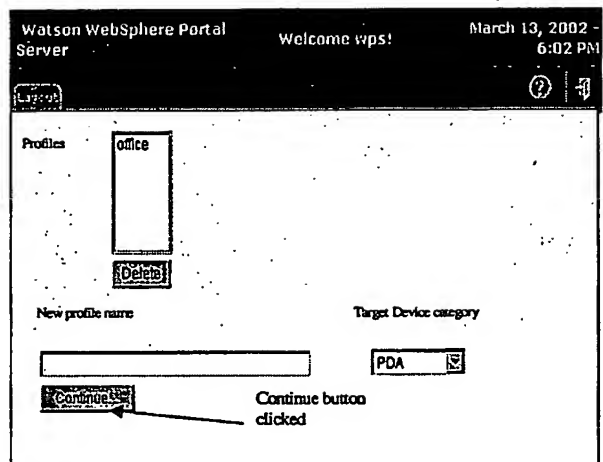 Watson WebSphere Portal Server
Welcome wps!
March 13, 2002 - 6:02 PM
Layout
Profiles
office
Delete
New profile name
Target Device category
PDA
Continue
Continue button
clicked